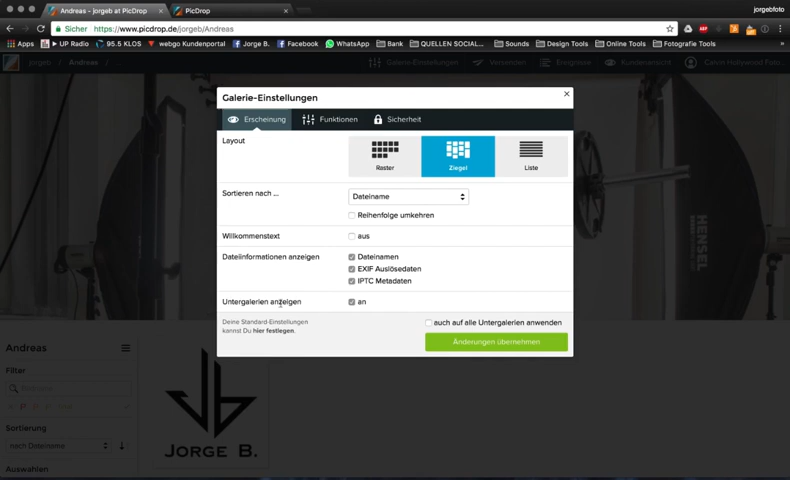 Andreas - jorgeb at PicDrop
PicDrop
jorgebfoto
Sicher https://www.picdrop.de/jorgeb/Andreas
ABP
Apps UP Radio 95.5 KLOS webgo Kundenportal Jorge B. Facebook WhatsApp Bank QUELLEN SOCIAL... Sounds Design Tools Online Tools Fotografie Tools
jorgeb / Andreas / ... Galerie-Einstellungen Versenden Ereignisse Kundenansicht
Galerie-Einstellungen
Erscheinung Funktionen Sicherheit
Layout
Raster Ziegel Liste
Sortieren nach ... Dateiname
Reihenfolge umkehren
Willkommenstext aus
Dateiinformationen anzeigen Dateinamen
EXIF Auslösedaten
IPTC Metadaten
Untergalerien anzeigen an
Deine Standard-Einstellungen
kannst Du hier festlegen.
auch auf alle Untergalerien anwenden
Änderungen übernehmen
HENSEL
Andreas
Filter
Sortierung
nach Dateiname
Auswahlen
JORGE B.